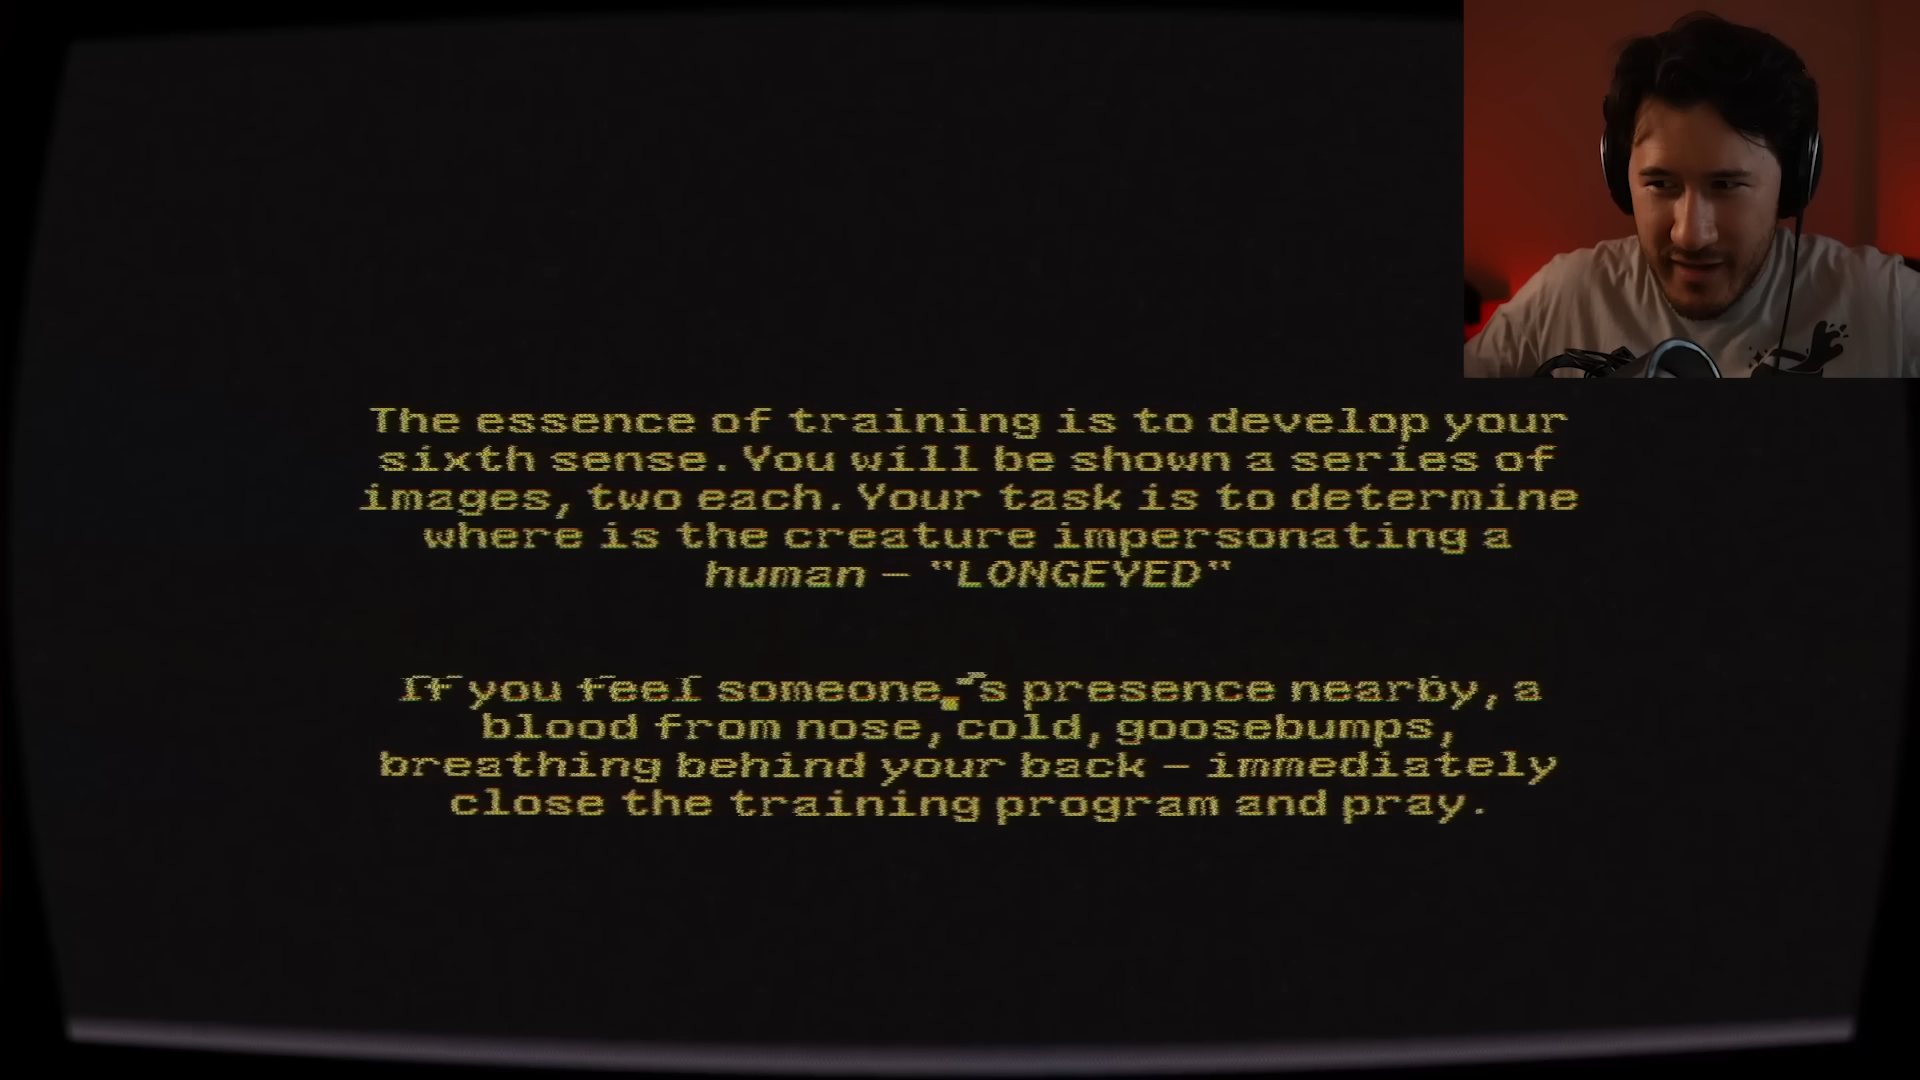 The essence of training is to develop your
sixth sense. You will be shown a series of
images, two each. Your task is to determine
where is the creature impersonating a
human - "LONGEYED"
If you feel someone's presence nearby, a
blood from nose, cold, goosebumps,
breathing behind your back - immediately
close the training program and pray.